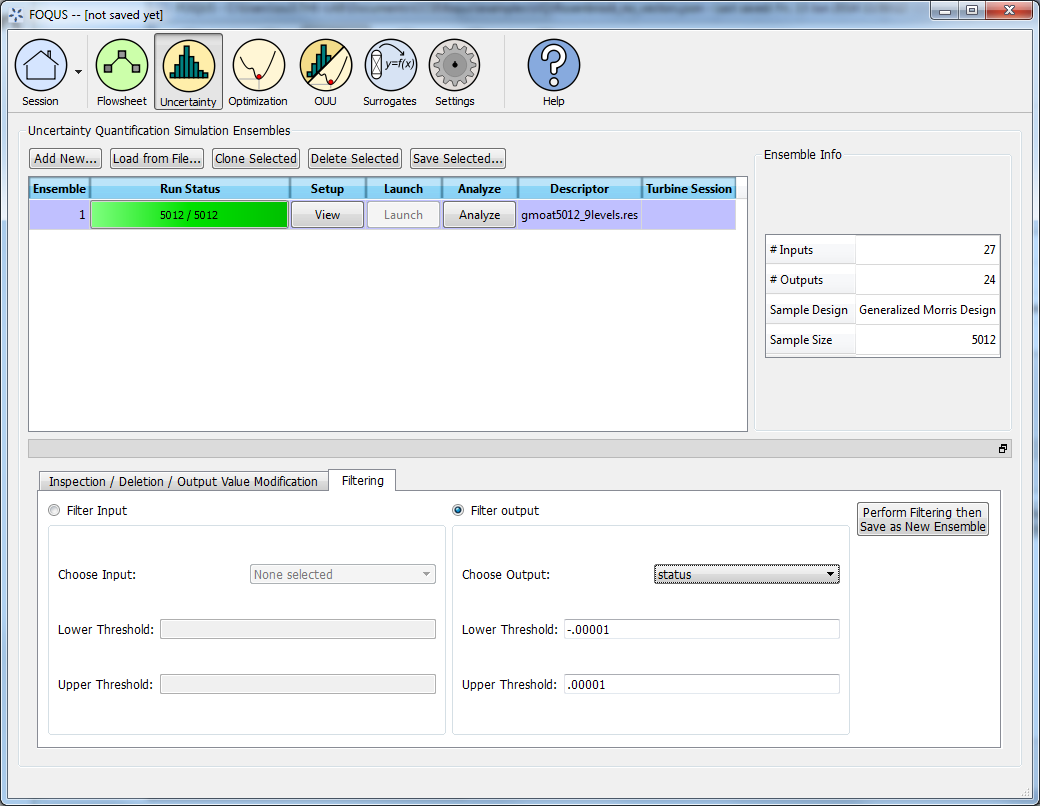 FOQUS -- [not saved yet]
y=f(x)
?
Session
Flowsheet
Uncertainty
Optimization
OUU
Surrogates
Settings
Help
Uncertainty Quantification Simulation Ensembles
Add New...
Load from File...
Clone Selected
Delete Selected
Save Selected...
Ensemble
Run Status
Setup
Launch
Analyze
Descriptor
Turbine Session
1
5012 / 5012
View
Launch
Analyze
gmoat5012_9levels.res
Ensemble Info
# Inputs
27
# Outputs
24
Sample Design
Generalized Morris Design
Sample Size
5012
Inspection / Deletion / Output Value Modification
Filtering
Filter Input
Choose Input:
None selected
Lower Threshold:
Upper Threshold:
Filter output
Choose Output:
status
Lower Threshold:
-.00001
Upper Threshold:
.00001
Perform Filtering then
Save as New Ensemble